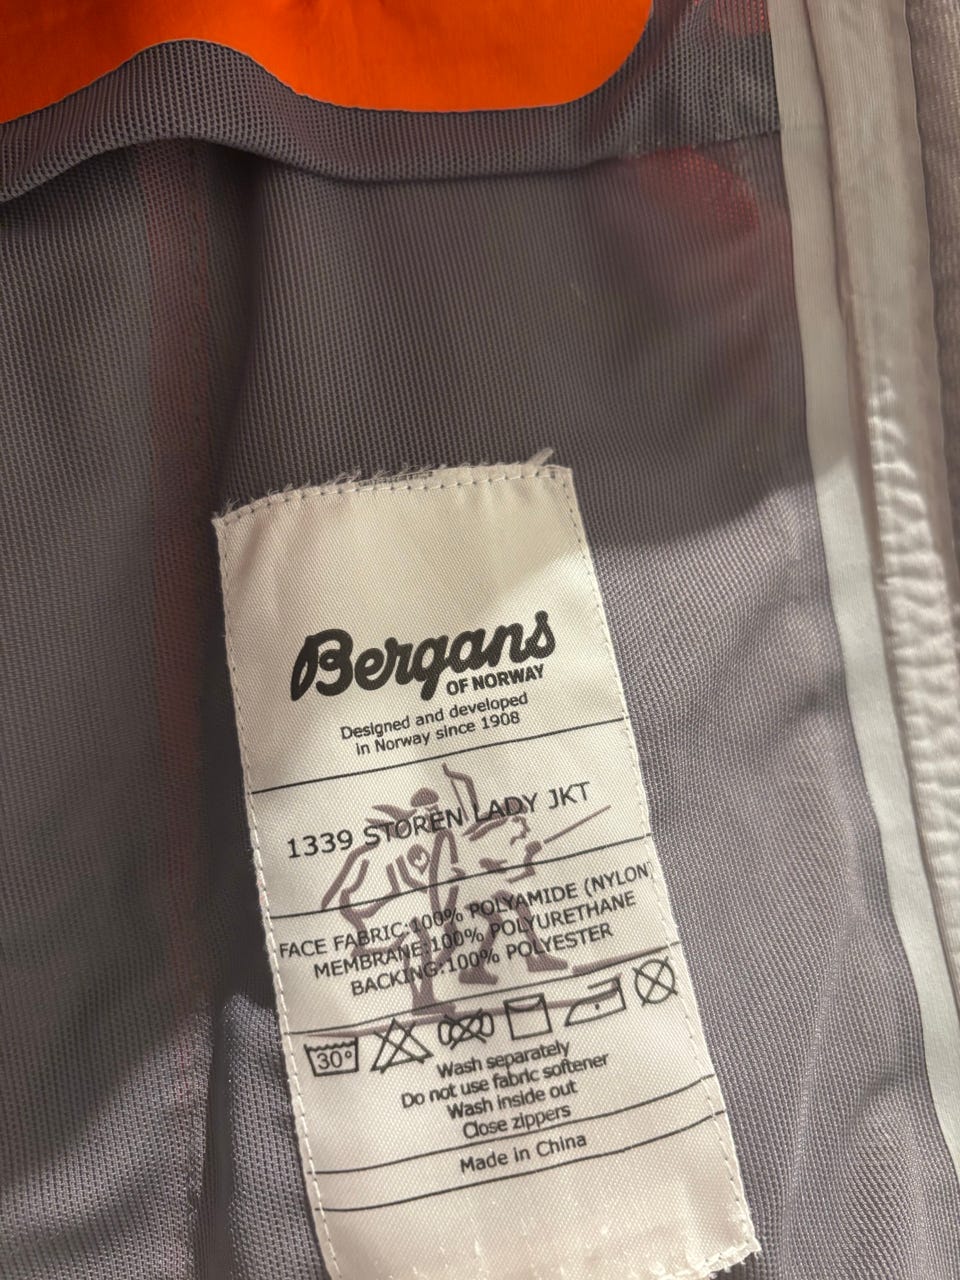 Bergans
OF NORWAY
Designed and developed
in Norway since 1908
1339 STOREN LADY JKT
FACE FABRIC:100% POLYAMIDE (NYLON)
MEMBRANE:100% POLYURETHANE
BACKING:100% POLYESTER
30°
Wash separately
Do not use fabric softener
Wash inside out
Close zippers
Made in China